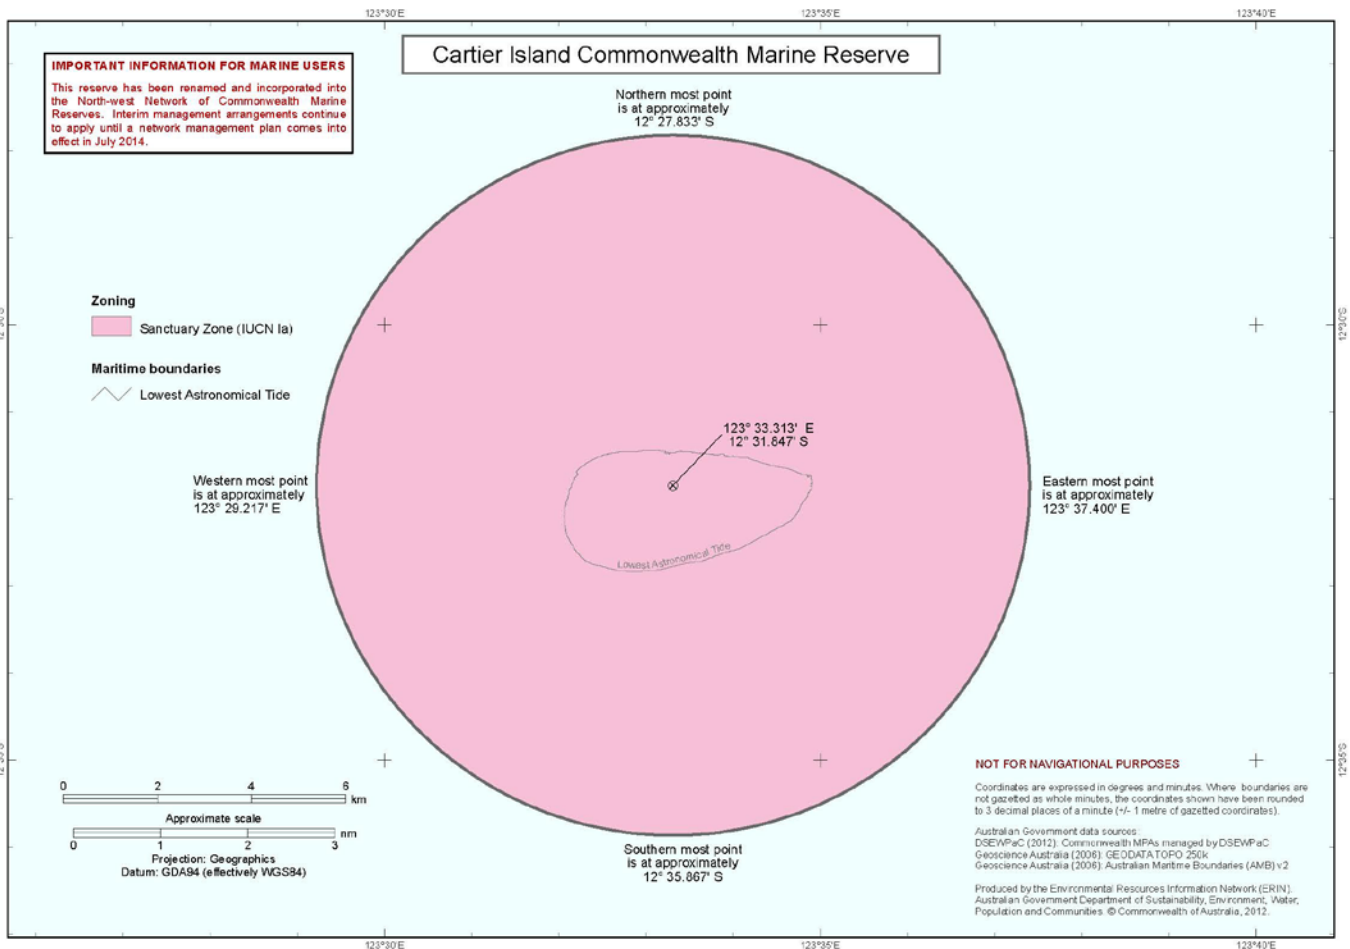 123°30'E
123°35'E
123°40'E
Cartier Island Commonwealth Marine Reserve
IMPORTANT INFORMATION FOR MARINE USERS
This reserve has been renamed and incorporated into
the North-west Network of Commonwealth Marine
Reserves. Interim management arrangements continue
to apply until a network management plan comes into
effect in July 2014.
Northern most point
is at approximately
12° 27.833' S
Zoning
Sanctuary Zone (IUCN Ia)
Maritime boundaries
Lowest Astronomical Tide
12°30'S
12°30'S
123° 33.313' E
12° 31.847' S
Western most point
is at approximately
123° 29.217' E
Eastern most point
is at approximately
123° 37.400' E
Lowest Astronomical Tide
12°35'S
12°35'S
0 2 4 6
km
Approximate scale
nm
0 1 2 3
Projection: Geographics
Datum: GDA94 (effectively WGS84)
Southern most point
is at approximately
12° 35.867' S
NOT FOR NAVIGATIONAL PURPOSES
Coordinates are expressed in degrees and minutes. Where boundaries are
not gazetted as whole minutes, the coordinates shown have been rounded
to 3 decimal places of a minute (+/- 1 metre of gazetted coordinates).
Australian Government data sources:
DSEWPaC (2012): Commonwealth MPAs managed by DSEWPaC
Geoscience Australia (2006): GEODATA TOPO 250k
Geoscience Australia (2006): Australian Maritime Boundaries (AMB) v2
Produced by the Environmental Resources Information Network (ERIN).
Australian Government Department of Sustainability, Environment, Water,
Population and Communities. © Commonwealth of Australia, 2012.
123°30'E
123°35'E
123°40'E